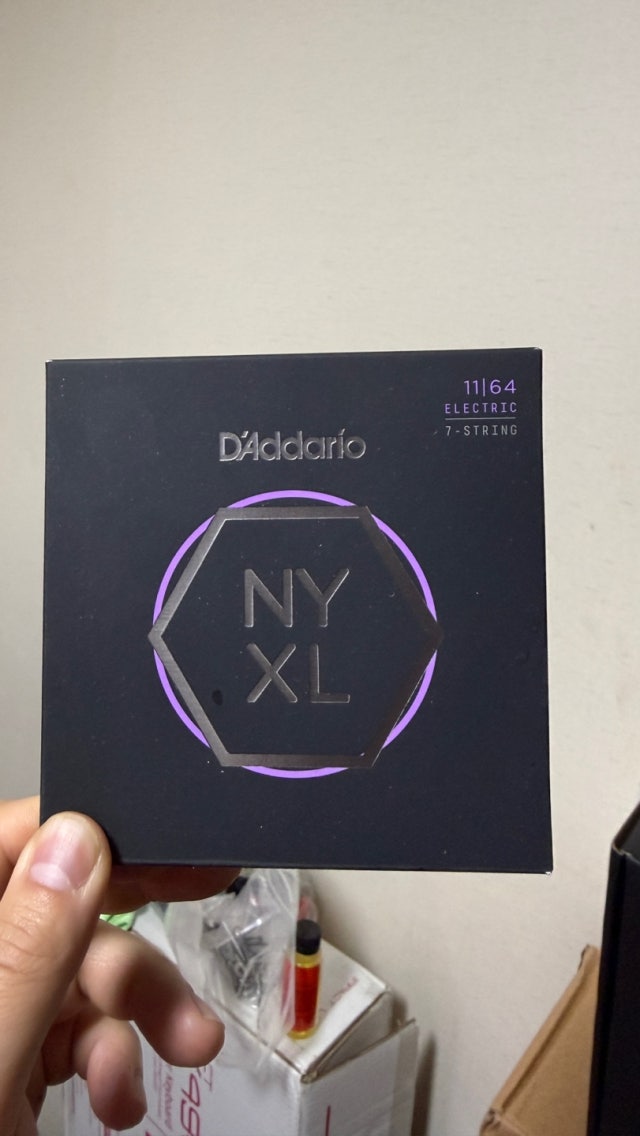 11|64
ELECTRIC
7-STRING
D'Addario
NY
XL